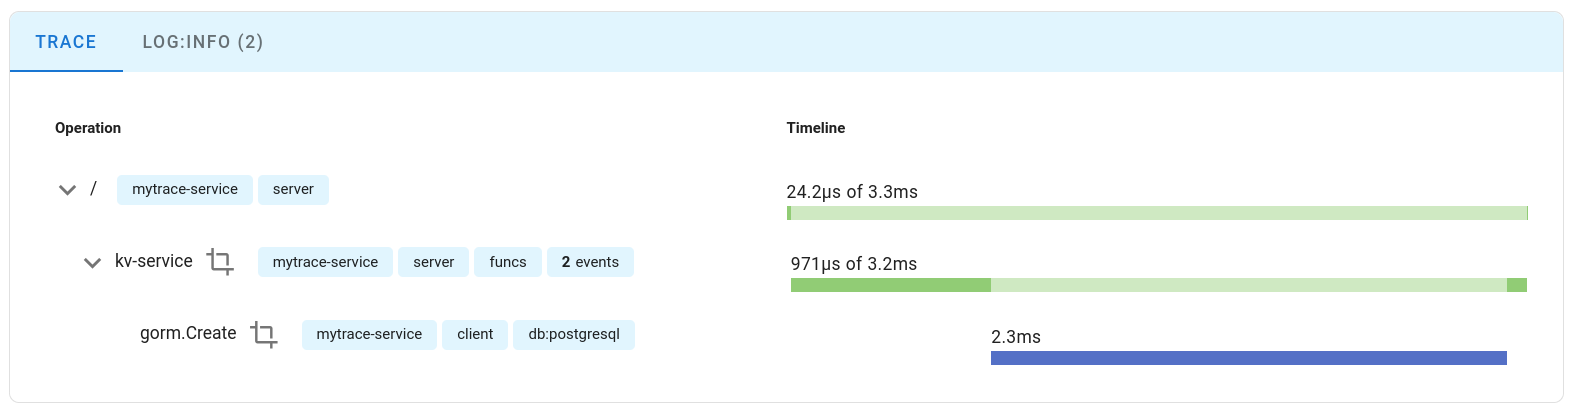 TRACE LOG:INFO (2)
Operation Timeline
/ mytrace-service server 24.2μs of 3.3ms
kv-service mytrace-service server funcs 2 events 971μs of 3.2ms
gorm.Create mytrace-service client db:postgresql 2.3ms